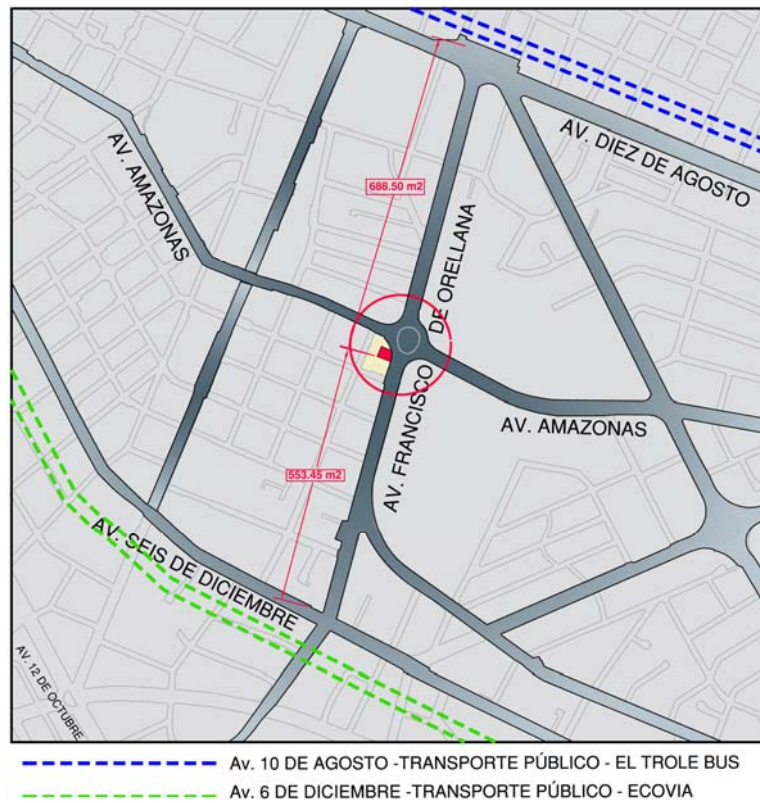 AV. DIEZ DE AGOSTO
AV. AMAZONAS
688.50 m2
AV. FRANCISCO DE ORELLANA
AV. AMAZONAS
553.45 m2
AV. SEIS DE DICIEMBRE
AV. 12 DE OCTUBRE
Av. 10 DE AGOSTO -TRANSPORTE PÚBLICO - EL TROLE BUS
AV. 6 DE DICIEMBRE -TRANSPORTE PÚBLICO - ECOVIA